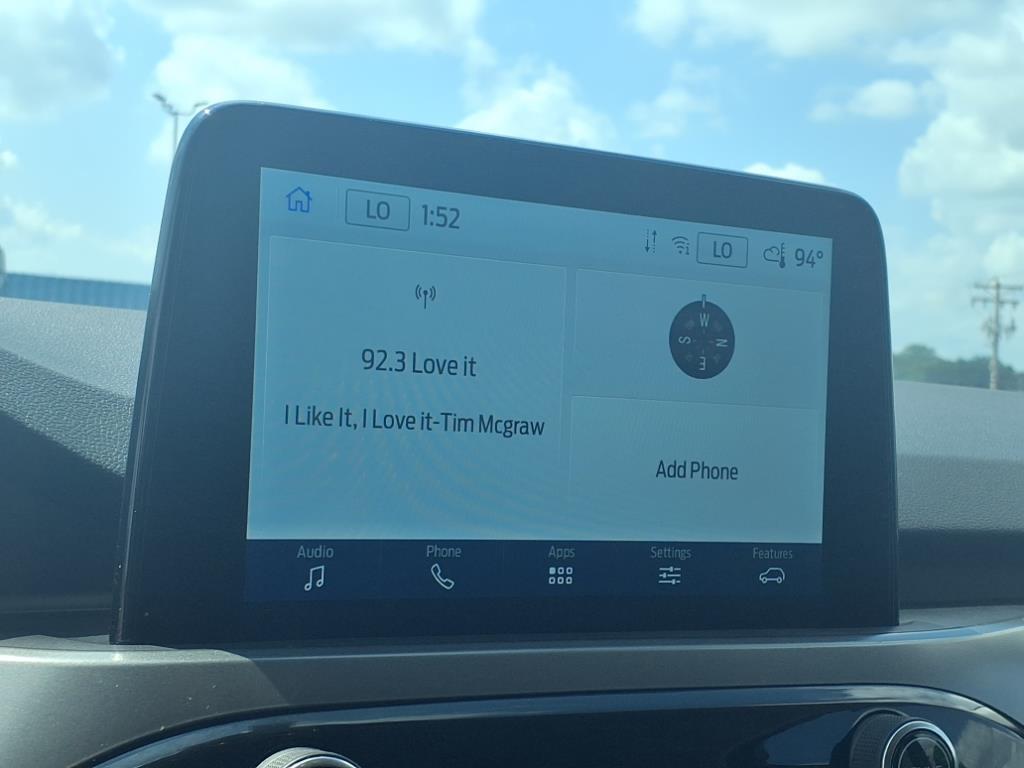 LO 1:52
LO 94°
92.3 Love it
I Like It, I Love it-Tim Mcgraw
W
S N
E
Add Phone
Audio Phone Apps Settings Features